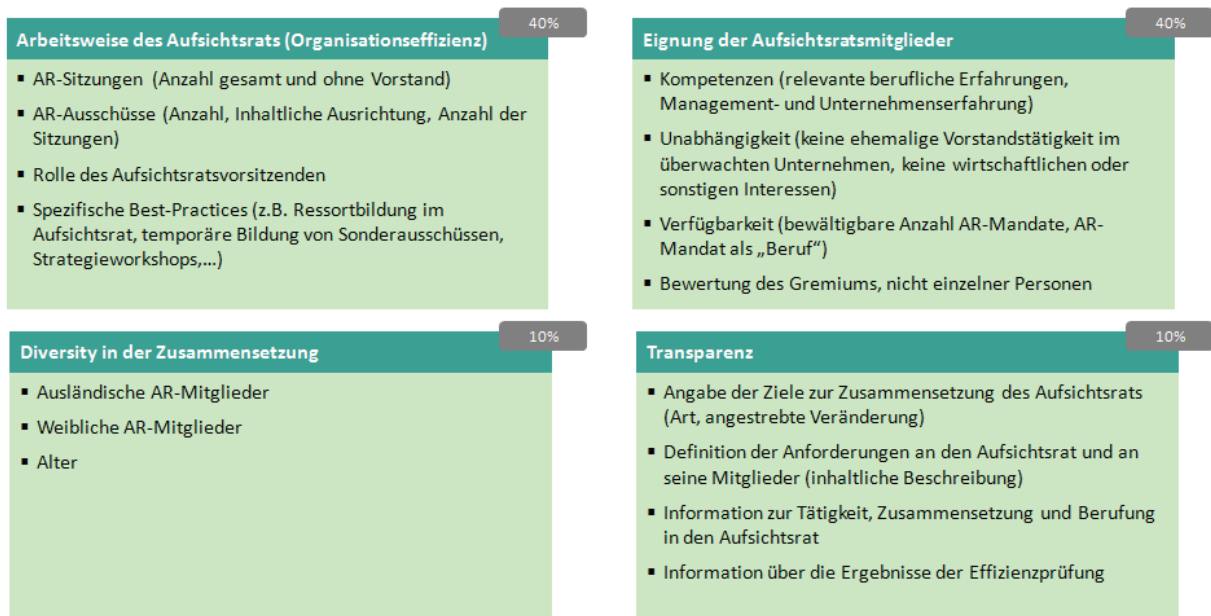 40%
Arbeitsweise des Aufsichtsrats (Organisationseffizienz)
▪ AR-Sitzungen (Anzahl gesamt und ohne Vorstand)
▪ AR-Ausschüsse (Anzahl, Inhaltliche Ausrichtung, Anzahl der
Sitzungen)
▪ Rolle des Aufsichtsratsvorsitzenden
▪ Spezifische Best-Practices (z.B. Ressortbildung im
Aufsichtsrat, temporäre Bildung von Sonderausschüssen,
Strategieworkshops,...)
40%
Eignung der Aufsichtsratsmitglieder
▪ Kompetenzen (relevante berufliche Erfahrungen,
Management- und Unternehmenserfahrung)
▪ Unabhängigkeit (keine ehemalige Vorstandstätigkeit im
überwachten Unternehmen, keine wirtschaftlichen oder
sonstigen Interessen)
▪ Verfügbarkeit (bewältigbare Anzahl AR-Mandate, AR-
Mandat als „Beruf“)
▪ Bewertung des Gremiums, nicht einzelner Personen
10%
Diversity in der Zusammensetzung
▪ Ausländische AR-Mitglieder
▪ Weibliche AR-Mitglieder
▪ Alter
10%
Transparenz
▪ Angabe der Ziele zur Zusammensetzung des Aufsichtsrats
(Art, angestrebte Veränderung)
▪ Definition der Anforderungen an den Aufsichtsrat und an
seine Mitglieder (inhaltliche Beschreibung)
▪ Information zur Tätigkeit, Zusammensetzung und Berufung
in den Aufsichtsrat
▪ Information über die Ergebnisse der Effizienzprüfung